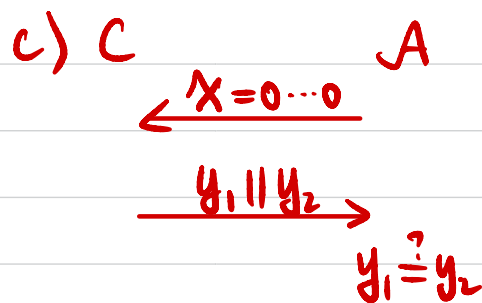 c) C A
x = 0 ⋯ 0
y₁ || y₂
y₁ ≟ y₂